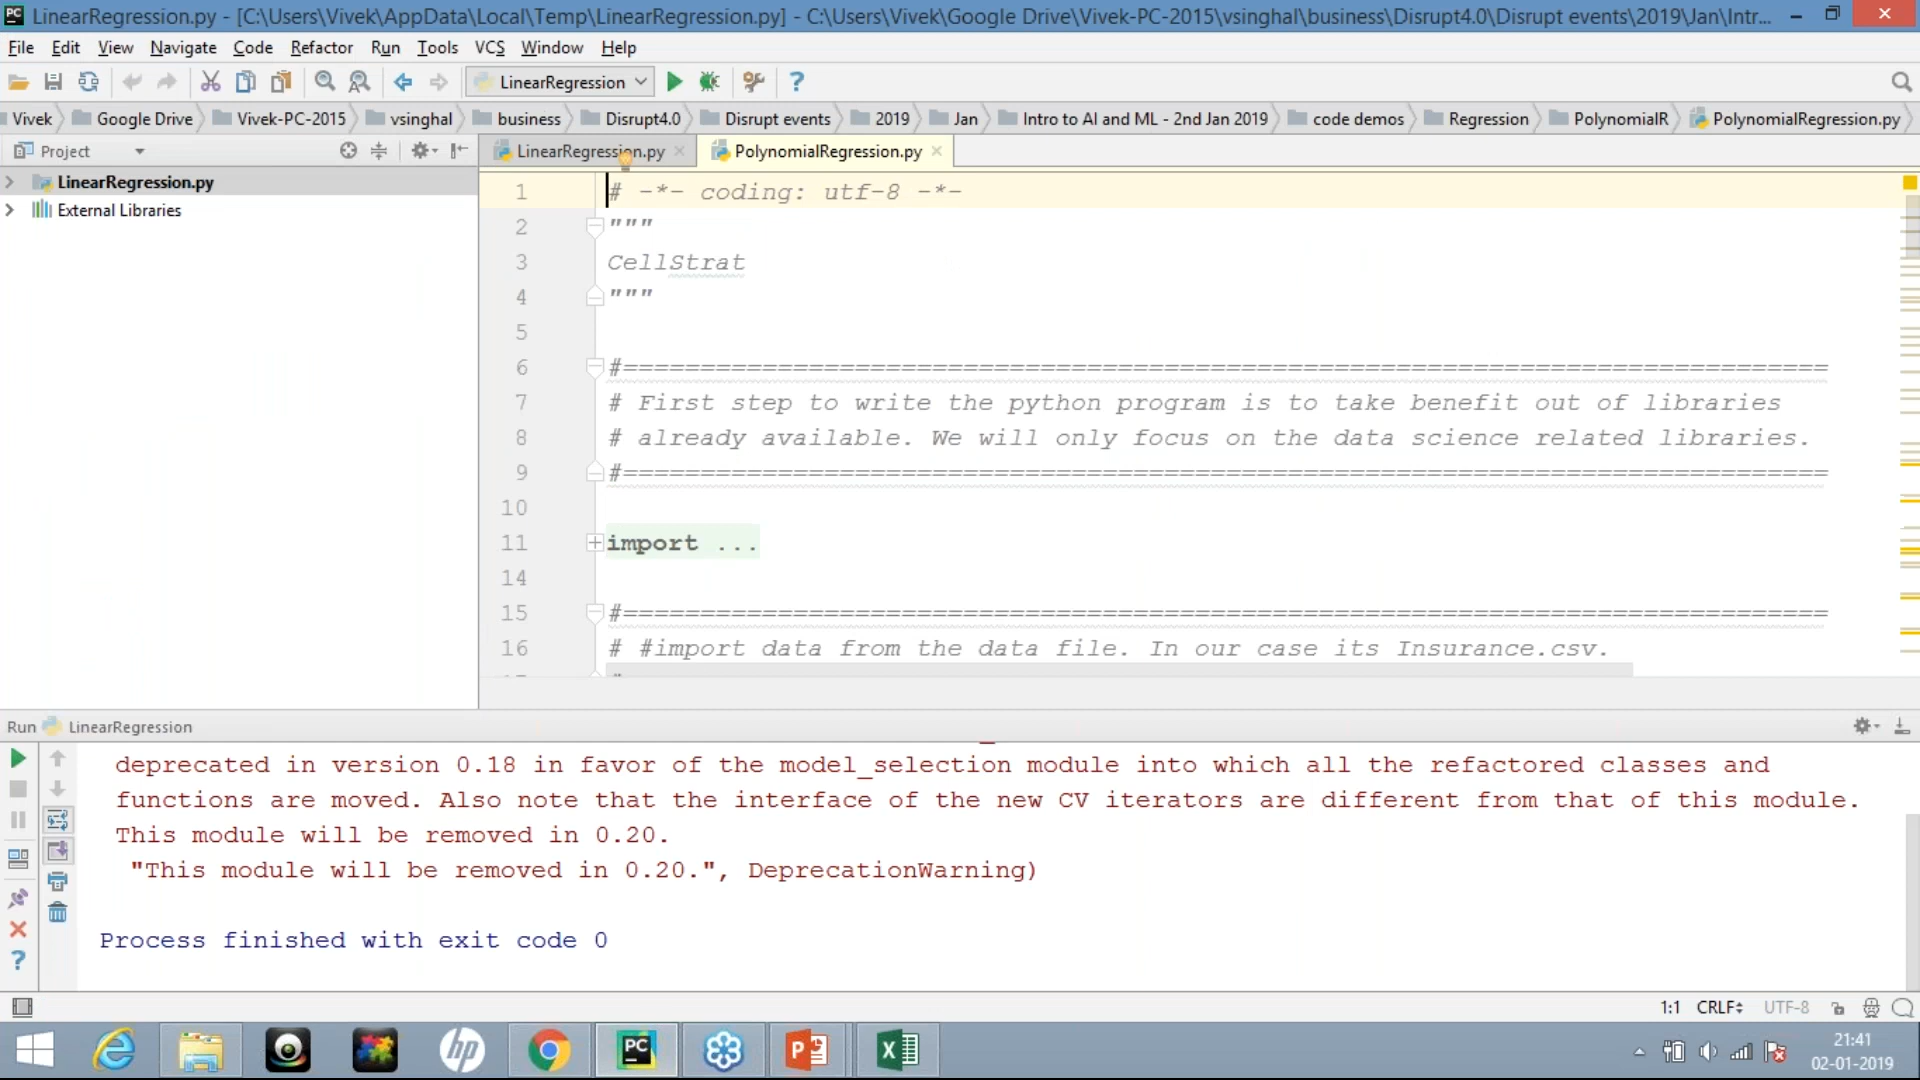 LinearRegression.py - [C:\Users\Vivek\AppData\Local\Temp\LinearRegression.py] - C:\Users\Vivek\Google Drive\Vivek-PC-2015\vsinghal\business\Disrupt4.0\Disrupt events\2019\Jan\Intr...
File Edit View Navigate Code Refactor Run Tools VCS Window Help
LinearRegression
Vivek Google Drive Vivek-PC-2015 vsinghal business Disrupt4.0 Disrupt events 2019 Jan Intro to AI and ML - 2nd Jan 2019 code demos Regression PolynomialR PolynomialRegression.py
Project LinearRegression.py PolynomialRegression.py
LinearRegression.py
External Libraries
1 # -*- coding: utf-8 -*-
2 """
3 CellStrat
4 """
5
6 #===============================================================================
7 # First step to write the python program is to take benefit out of libraries
8 # already available. We will only focus on the data science related libraries.
9 #===============================================================================
10
11 import ...
14
15 #===============================================================================
16 # #import data from the data file. In our case its Insurance.csv.
Run LinearRegression
deprecated in version 0.18 in favor of the model_selection module into which all the refactored classes and
functions are moved. Also note that the interface of the new CV iterators are different from that of this module.
This module will be removed in 0.20.
"This module will be removed in 0.20.", DeprecationWarning)
Process finished with exit code 0
1:1 CRLF UTF-8
21:41
02-01-2019